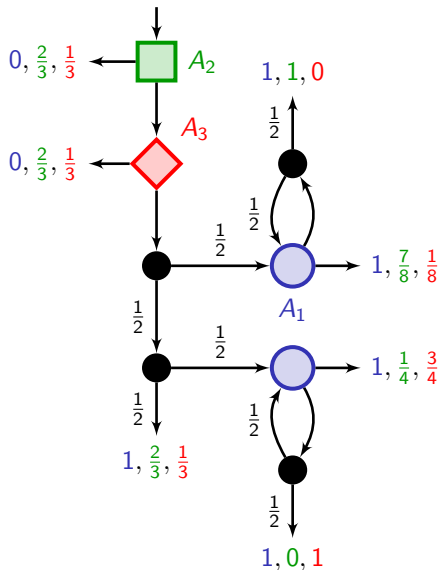 0, 2/3, 1/3
A₂
1, 1, 0
A₃
1/2
0, 2/3, 1/3
1/2
1/2
1, 7/8, 1/8
A₁
1/2
1/2
1, 1/4, 3/4
1/2
1/2
1, 2/3, 1/3
1/2
1, 0, 1